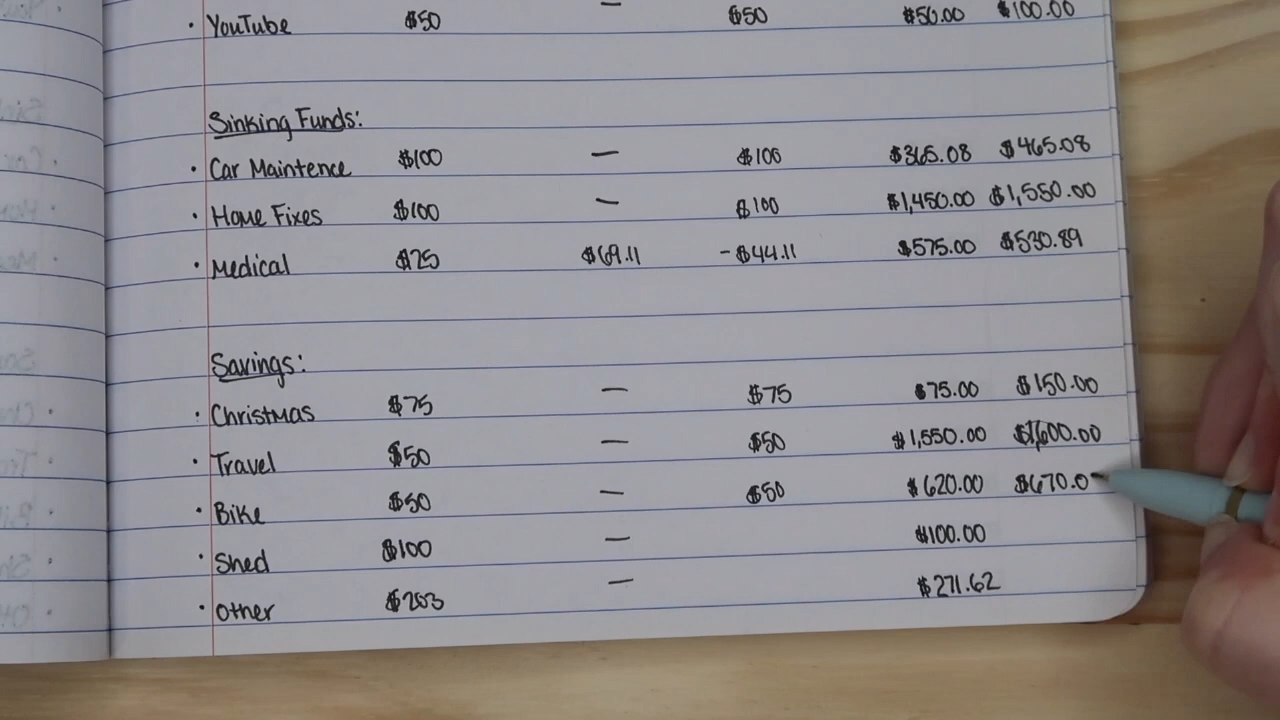 • YouTube $50 — $50 $50.00 $100.00
Sinking Funds:
• Car Maintence $100 — $100 $365.08 $465.08
• Home Fixes $100 — $100 $1,450.00 $1,550.00
• Medical $25 $69.11 -$44.11 $575.00 $530.89
Savings:
• Christmas $75 — $75 $75.00 $150.00
• Travel $50 — $50 $1,550.00 $1,600.00
• Bike $50 — $50 $620.00 $670.0
• Shed $100 — $100.00
• Other $203 — $271.62